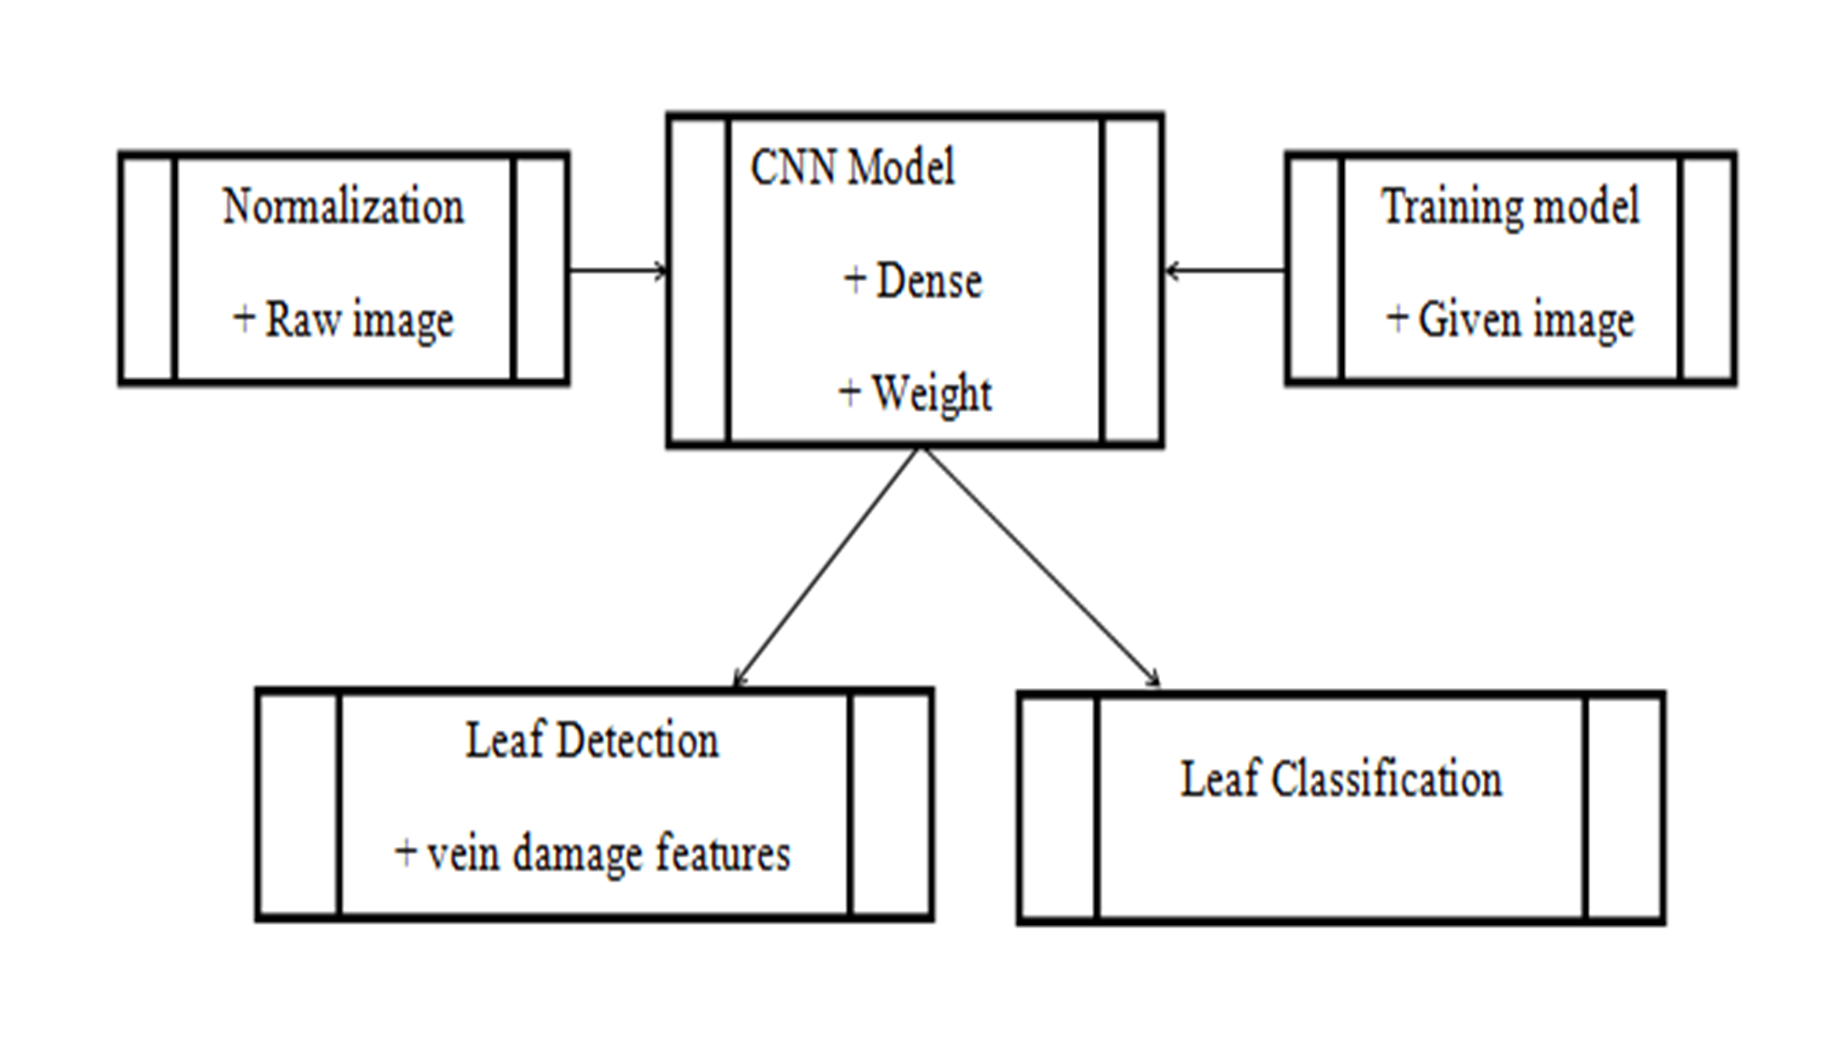 Normalization
+ Raw image
CNN Model
+ Dense
+ Weight
Training model
+ Given image
Leaf Detection
+ vein damage features
Leaf Classification